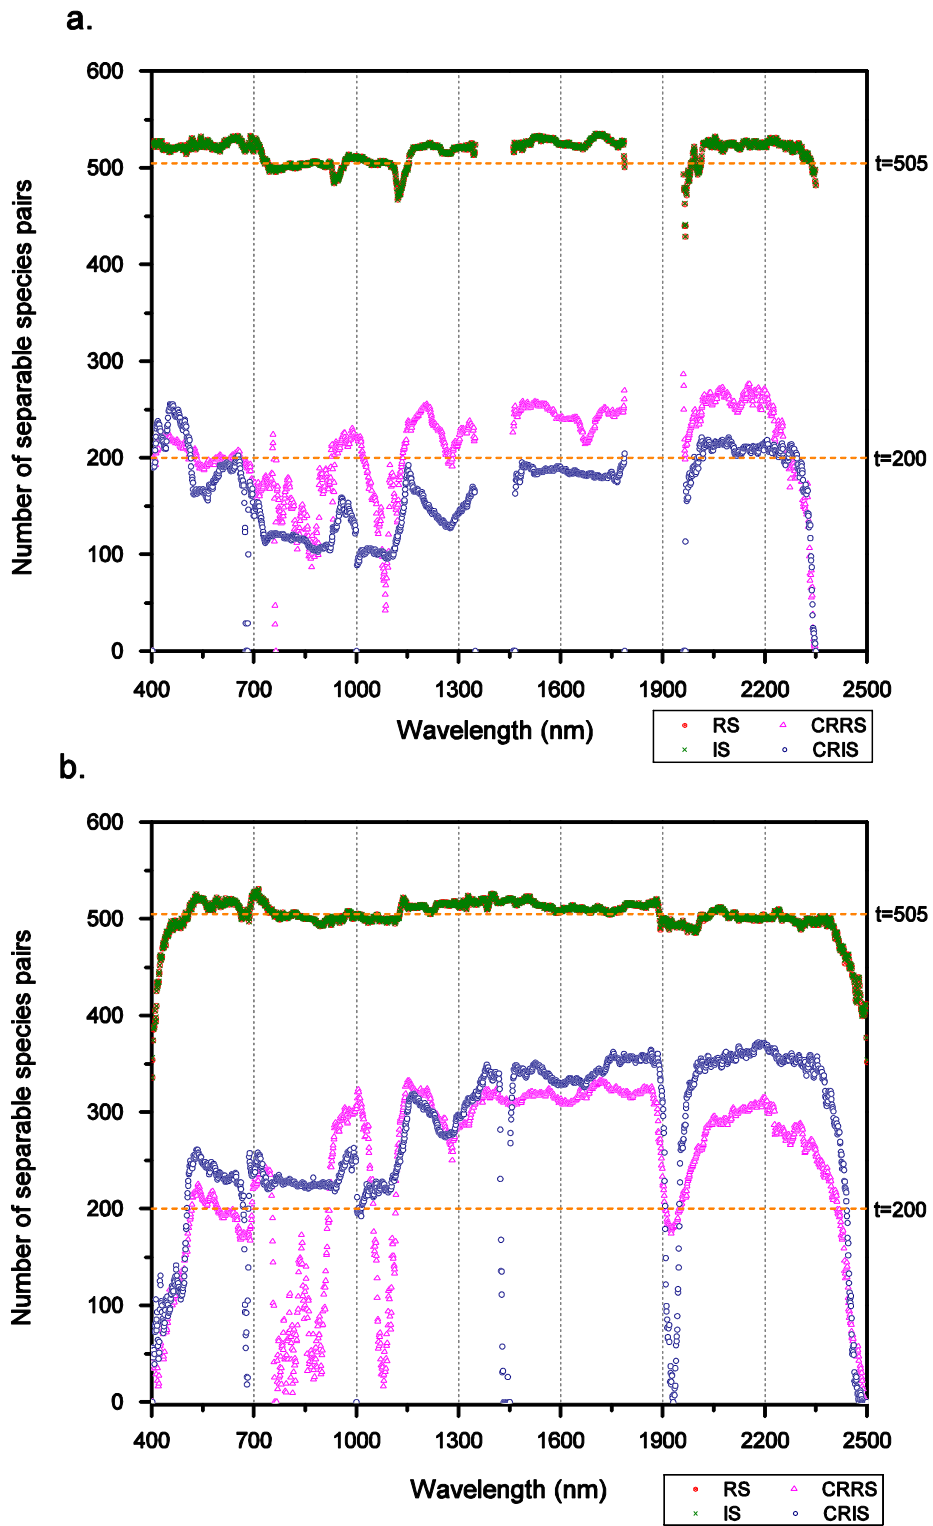 a.
Number of separable species pairs
600
500
400
300
200
100
0
t=505
t=200
400 700 1000 1300 1600 1900 2200 2500
Wavelength (nm)
RS CRRS
IS CRIS
b.
Number of separable species pairs
600
500
400
300
200
100
0
t=505
t=200
400 700 1000 1300 1600 1900 2200 2500
Wavelength (nm)
RS CRRS
IS CRIS